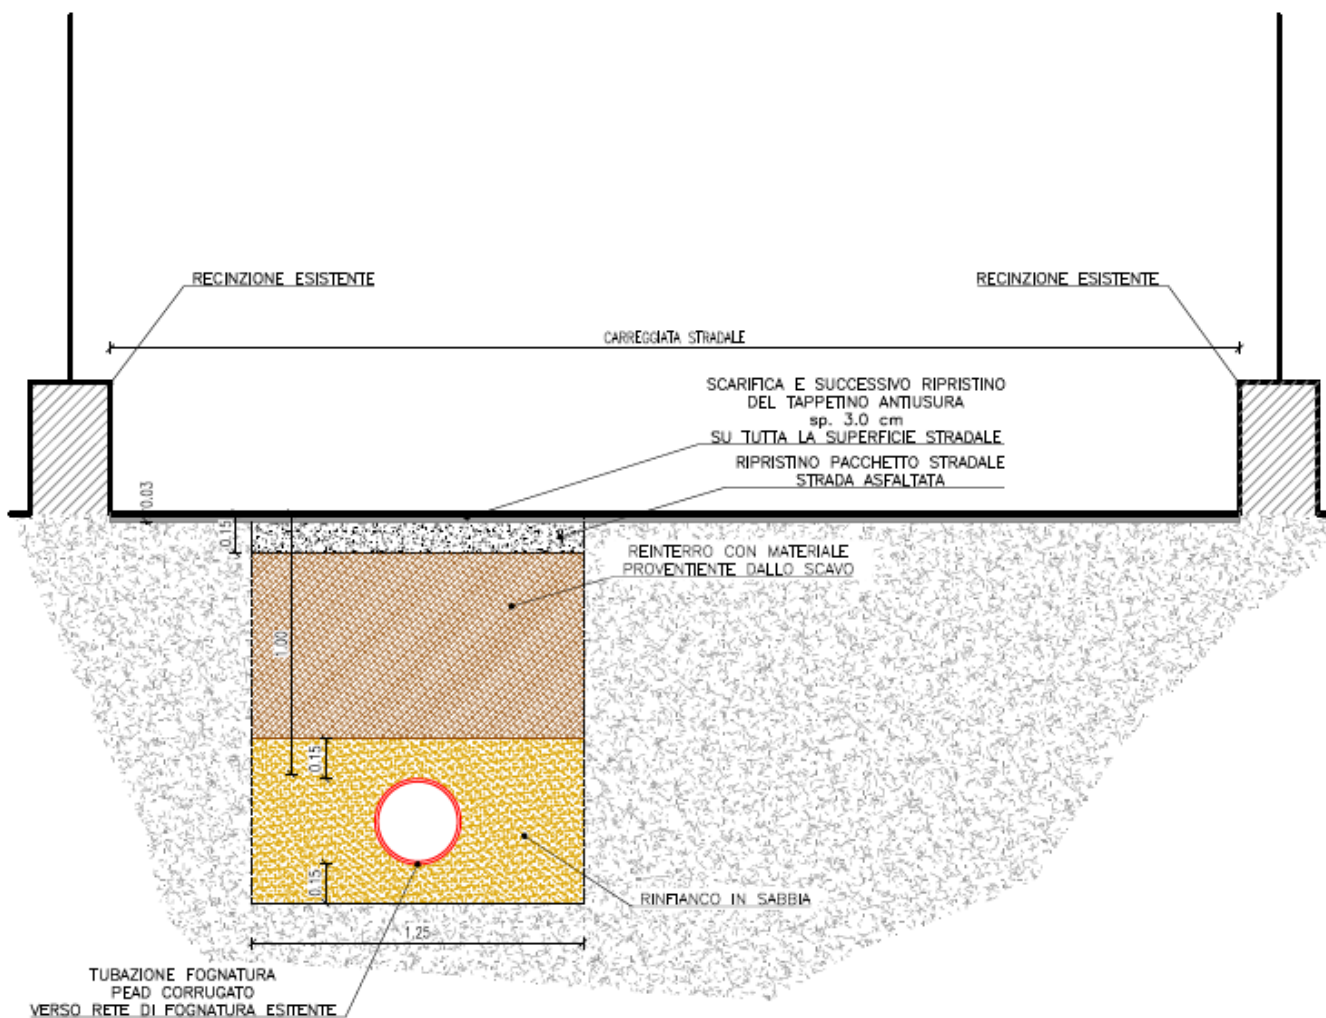 RECINZIONE ESISTENTE
RECINZIONE ESISTENTE
CARREGGIATA STRADALE
SCARIFICA E SUCCESSIVO RIPRISTINO
DEL TAPPETINO ANTIUSURA
sp. 3.0 cm
SU TUTTA LA SUPERFICIE STRADALE
RIPRISTINO PACCHETTO STRADALE
STRADA ASFALTATA
0.03
0.15
REINTERRO CON MATERIALE
PROVENTIENTE DALLO SCAVO
1.00
0.15
0.15
RINFIANCO IN SABBIA
1.25
TUBAZIONE FOGNATURA
PEAD CORRUGATO
VERSO RETE DI FOGNATURA ESITENTE